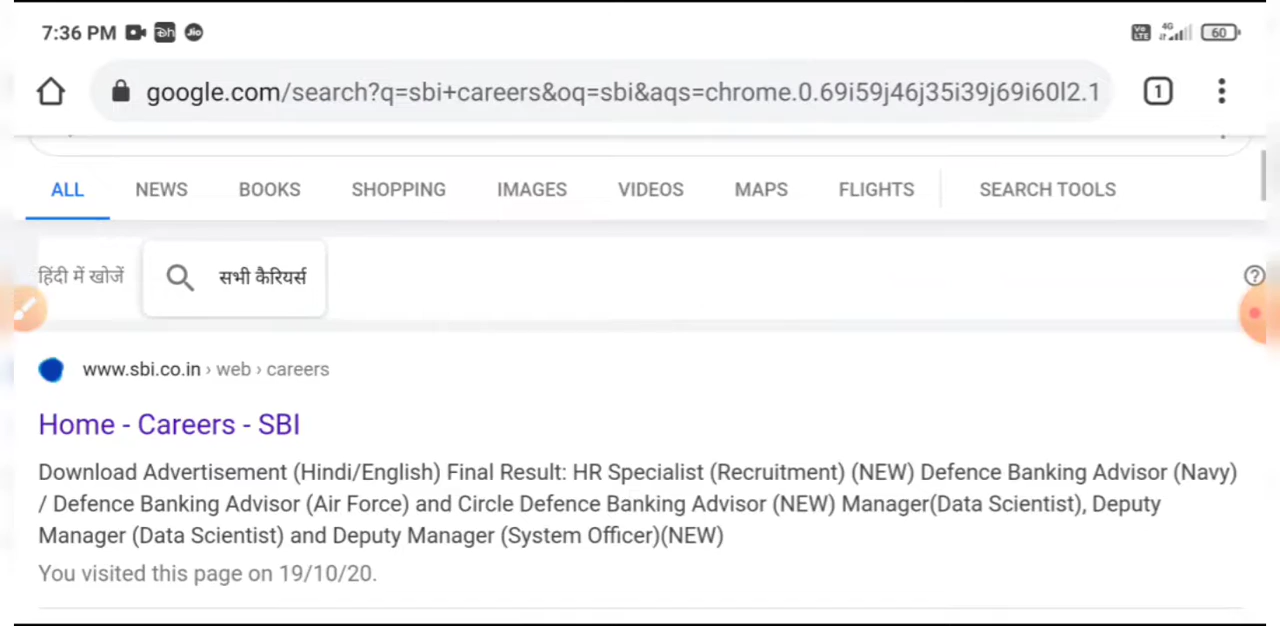 7:36 PM
Jio
Vo LTE 4G 60
google.com/search?q=sbi+careers&oq=sbi&aqs=chrome.0.69i59j46j35i39j69i60l2.1
1
ALL NEWS BOOKS SHOPPING IMAGES VIDEOS MAPS FLIGHTS SEARCH TOOLS
हिंदी में खोजें सभी कैरियर्स
www.sbi.co.in › web › careers
Home - Careers - SBI
Download Advertisement (Hindi/English) Final Result: HR Specialist (Recruitment) (NEW) Defence Banking Advisor (Navy)
/ Defence Banking Advisor (Air Force) and Circle Defence Banking Advisor (NEW) Manager(Data Scientist), Deputy
Manager (Data Scientist) and Deputy Manager (System Officer)(NEW)
You visited this page on 19/10/20.